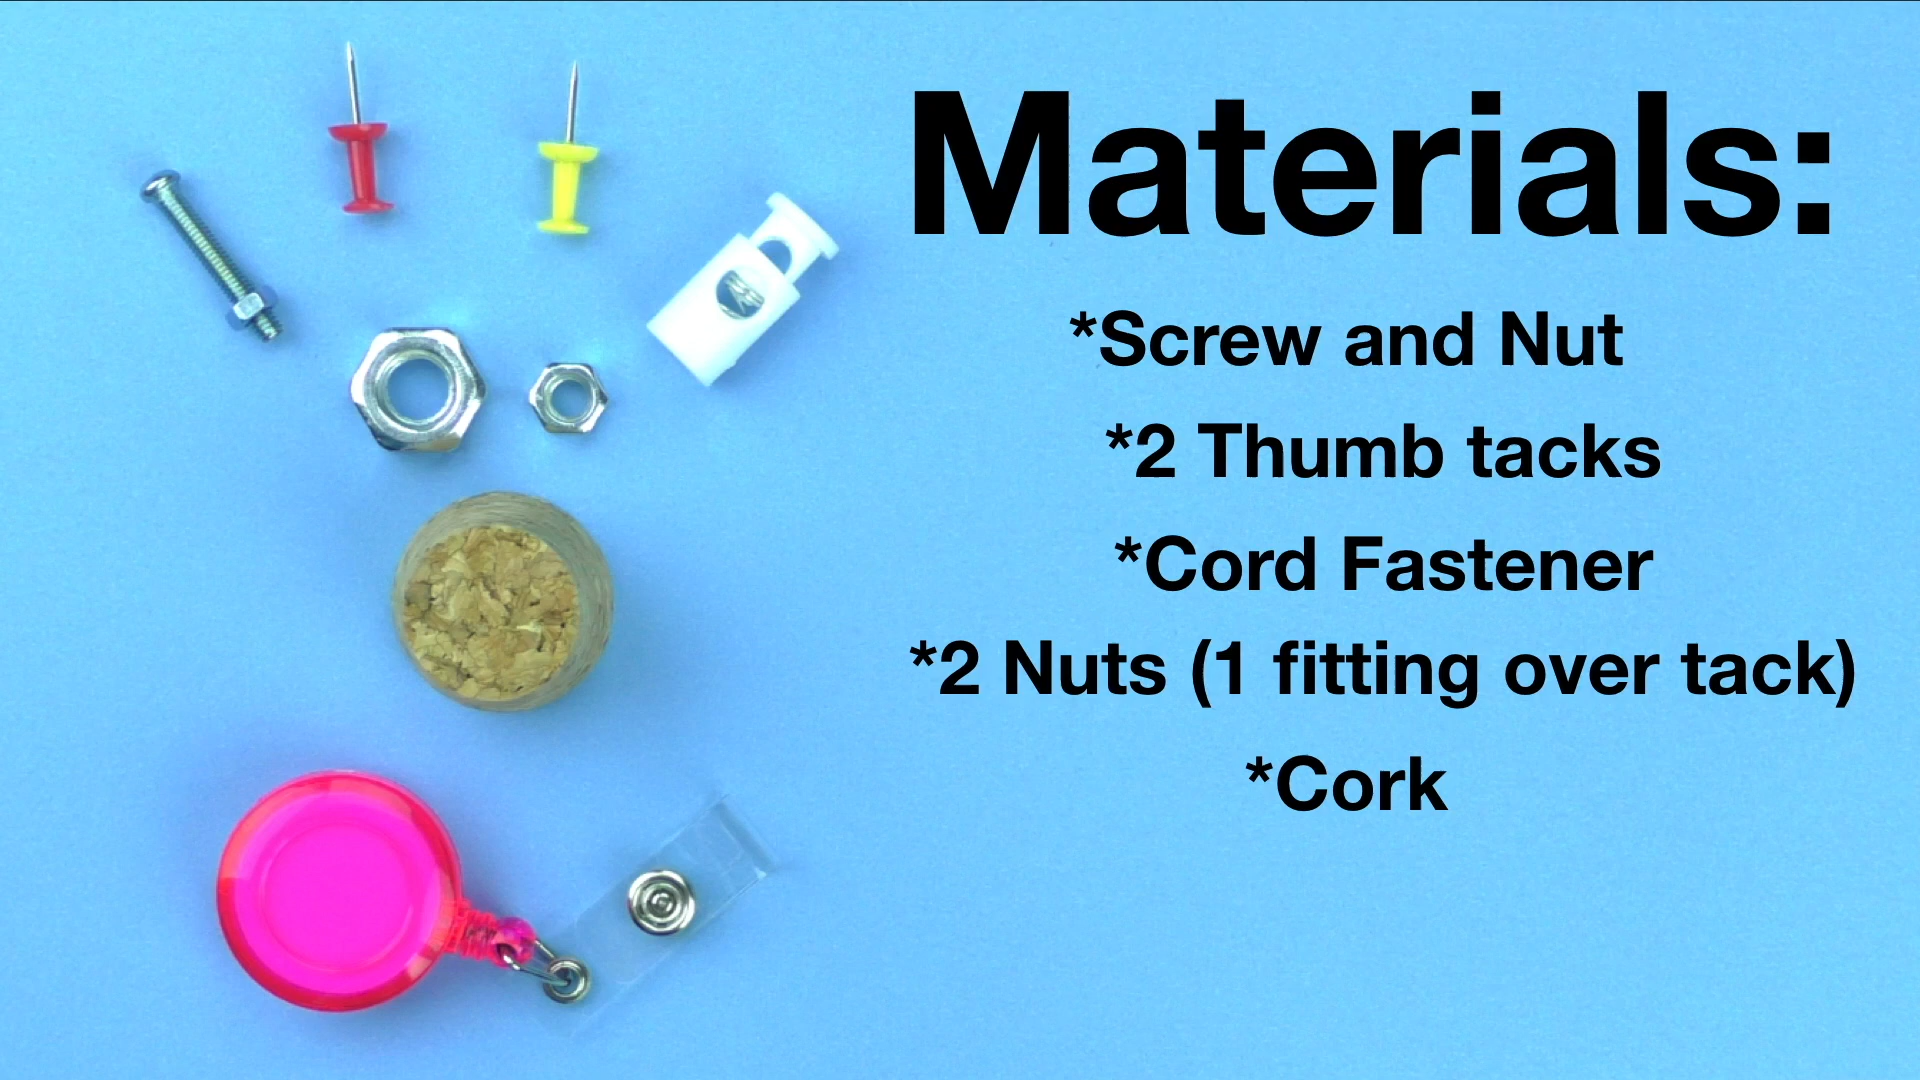 Materials:
*Screw and Nut
*2 Thumb tacks
*Cord Fastener
*2 Nuts (1 fitting over tack)
*Cork